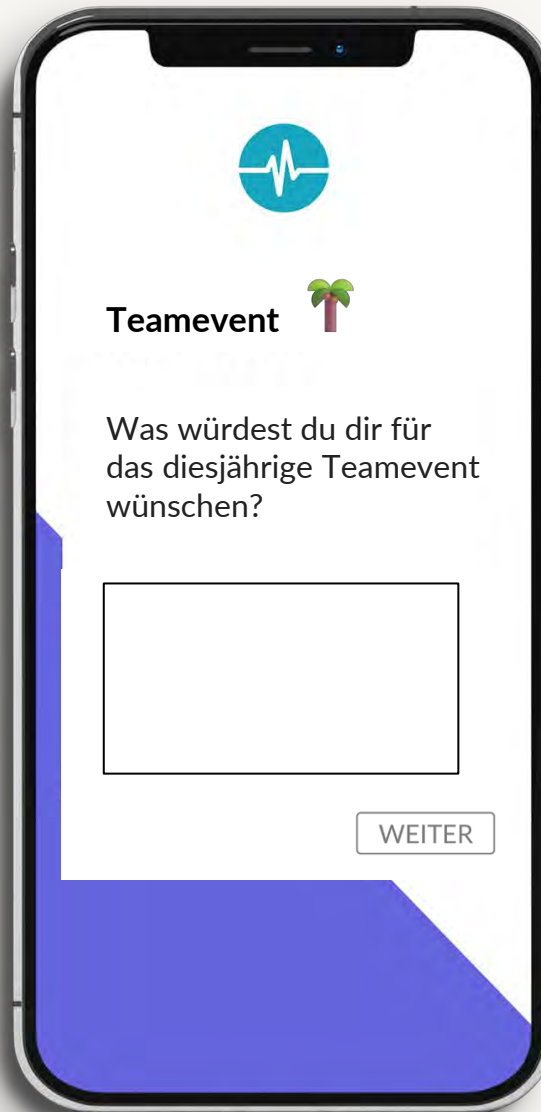 Teamevent
Was würdest du dir für
das diesjährige Teamevent
wünschen?
WEITER